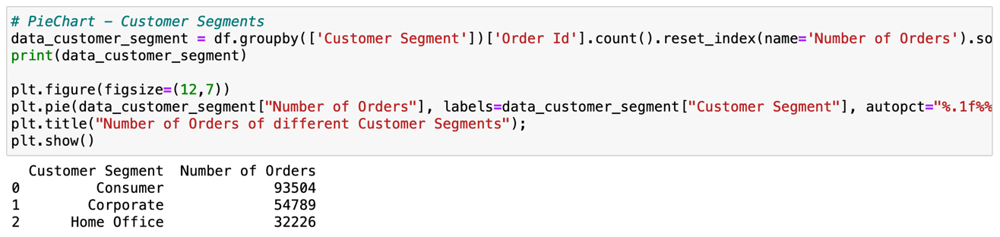 # PieChart - Customer Segments
data_customer_segment = df.groupby(['Customer Segment'])['Order Id'].count().reset_index(name='Number of Orders').so
print(data_customer_segment)
plt.figure(figsize=(12,7))
plt.pie(data_customer_segment["Number of Orders"], labels=data_customer_segment["Customer Segment"], autopct="%.1f%%
plt.title("Number of Orders of different Customer Segments");
plt.show()
Customer Segment Number of Orders
0 Consumer 93504
1 Corporate 54789
2 Home Office 32226